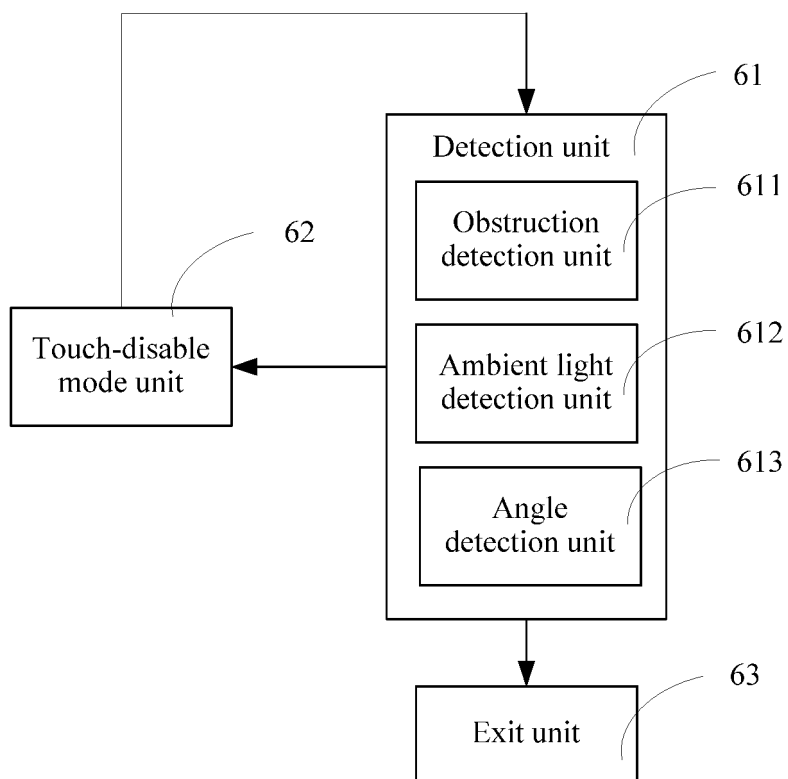 61
Detection unit
611
Obstruction
detection unit
62
Touch-disable
mode unit
612
Ambient light
detection unit
613
Angle
detection unit
63
Exit unit